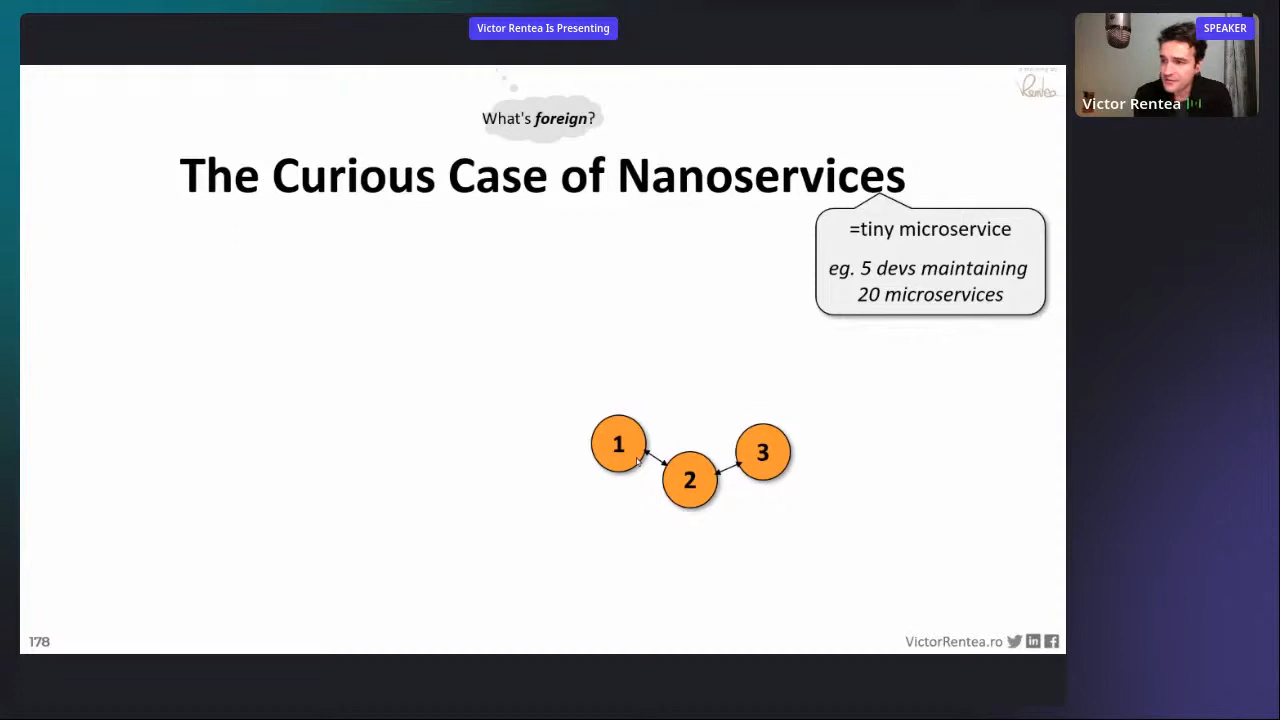 Victor Rentea Is Presenting
SPEAKER
Victor Rentea
Rentea
What's foreign?
The Curious Case of Nanoservices
=tiny microservice
eg. 5 devs maintaining
20 microservices
1
2
3
178
VictorRentea.ro